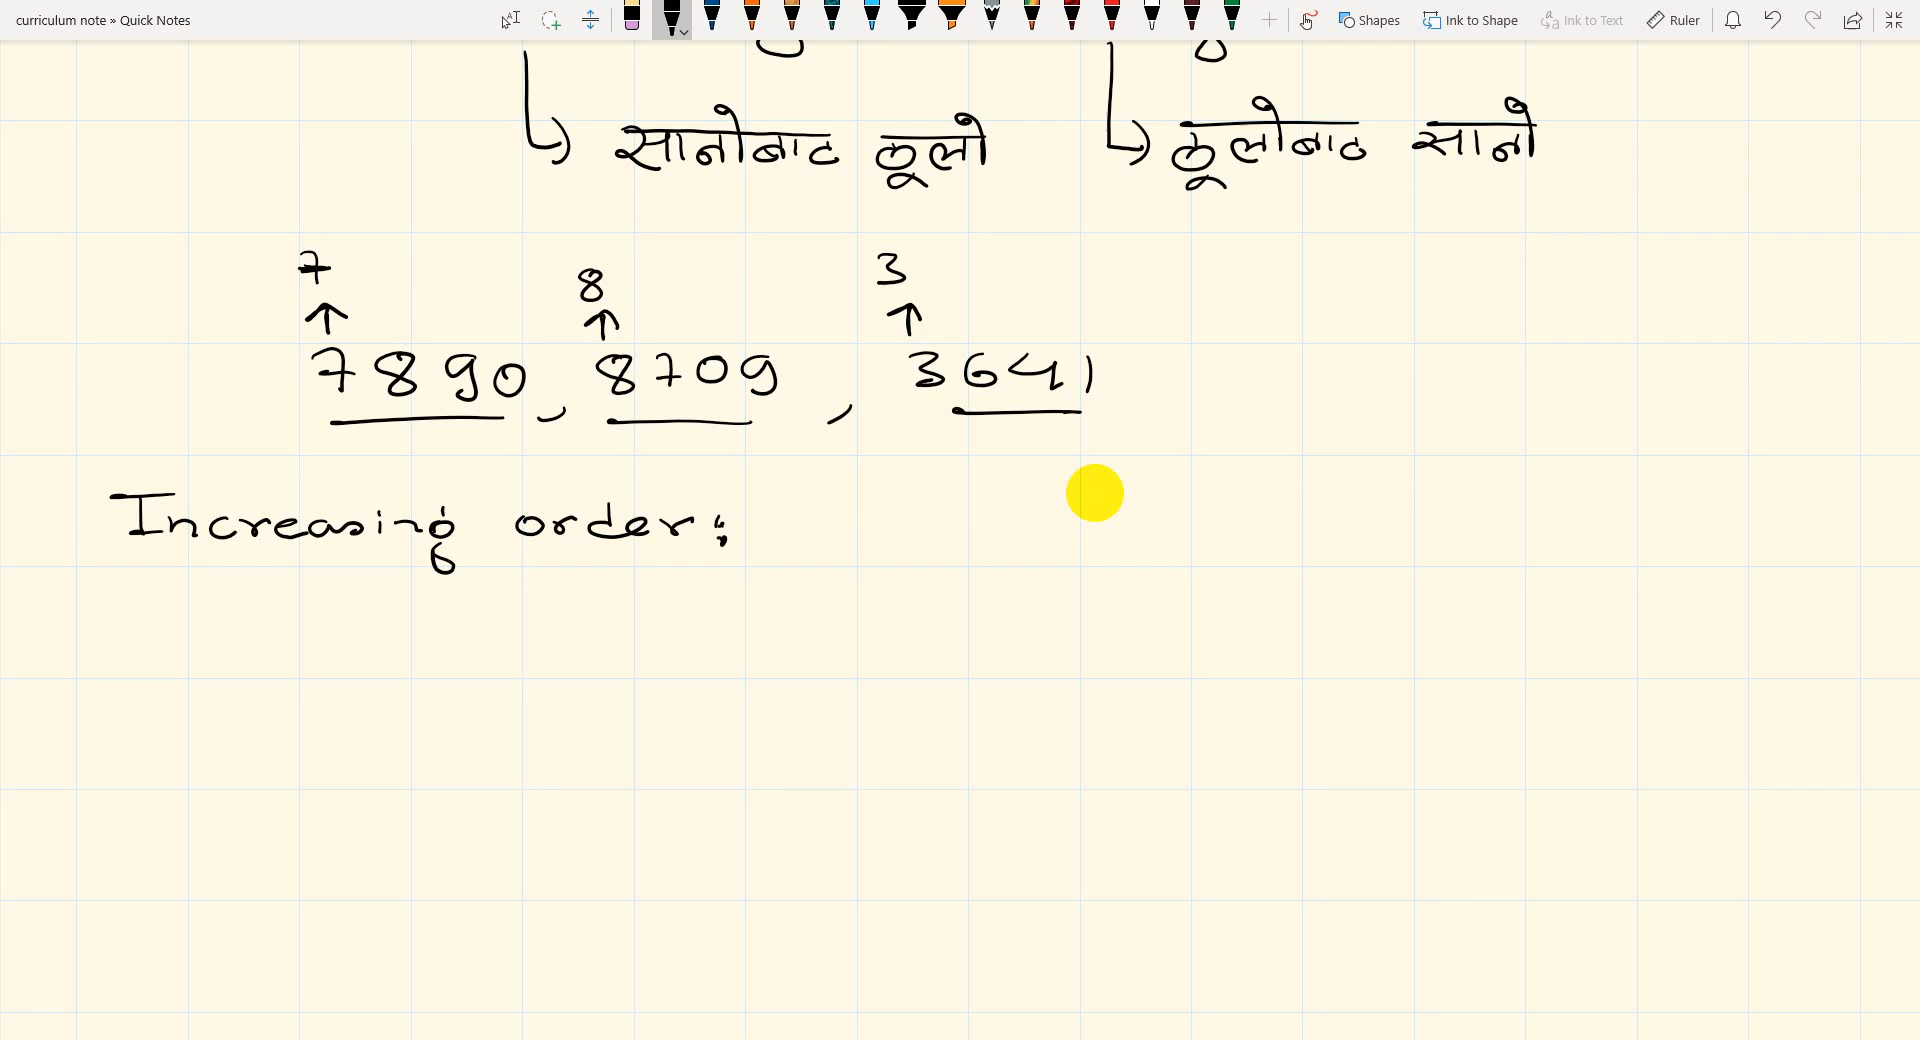 curriculum note » Quick Notes Shapes Ink to Shape Ink to Text Ruler
सानोबाट ठूलो ठूलोबाट सानो
7 8 3
7890, 8709, 3641
Increasing order: